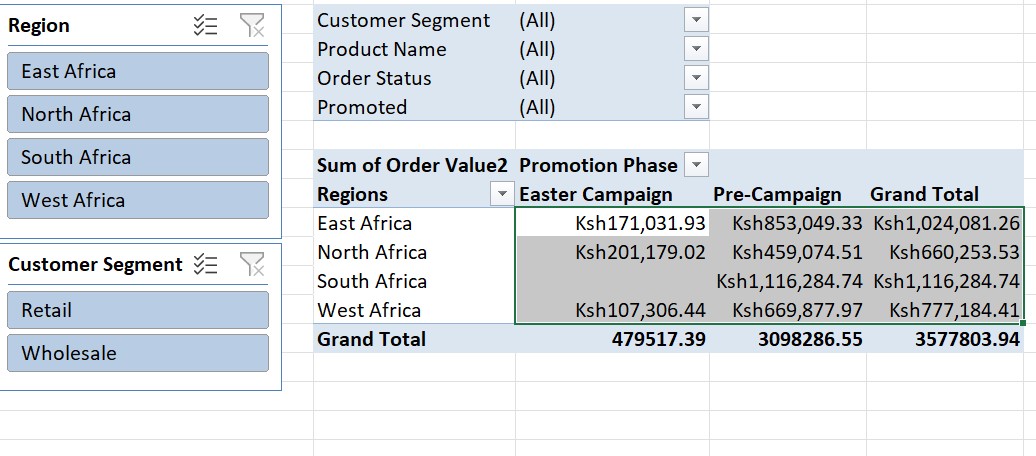 Region
East Africa
North Africa
South Africa
West Africa
Customer Segment
Retail
Wholesale
Customer Segment (All)
Product Name (All)
Order Status (All)
Promoted (All)
Sum of Order Value2 Promotion Phase
Regions Easter Campaign Pre-Campaign Grand Total
East Africa Ksh171,031.93 Ksh853,049.33 Ksh1,024,081.26
North Africa Ksh201,179.02 Ksh459,074.51 Ksh660,253.53
South Africa Ksh1,116,284.74 Ksh1,116,284.74
West Africa Ksh107,306.44 Ksh669,877.97 Ksh777,184.41
Grand Total 479517.39 3098286.55 3577803.94